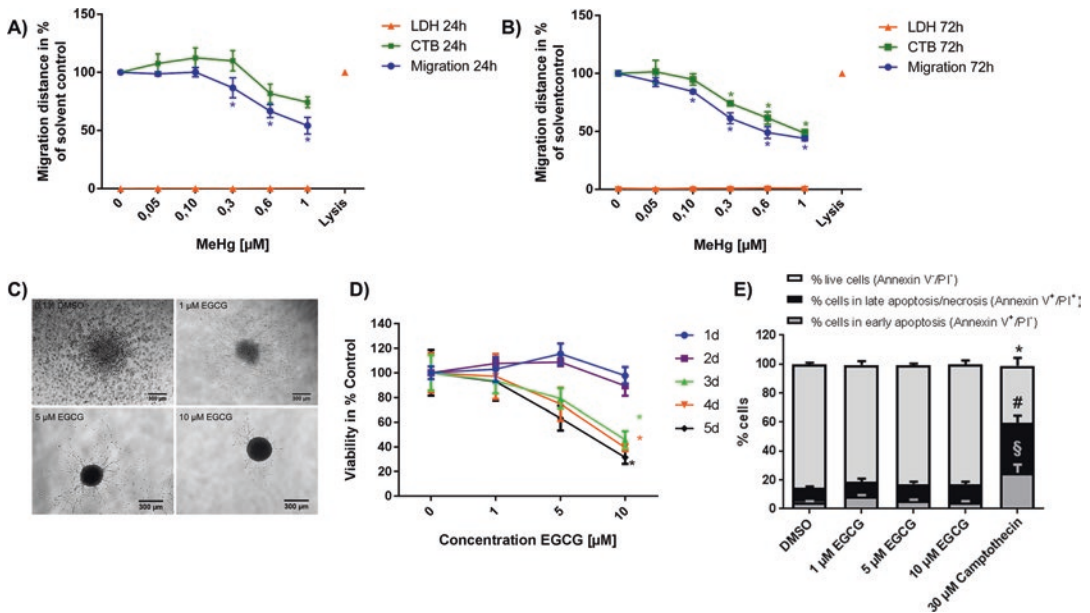 A)
Migration distance in %
of solvent control
150
100
50
0
0
0,05
0,10
0,3
0,6
1
Lysis
MeHg [µM]
LDH 24h
CTB 24h
Migration 24h
*
*
*
B)
Migration distance in %
of solventcontrol
150
100
50
0
0
0,05
0,10
0,3
0,6
1
Lysis
MeHg [µM]
LDH 72h
CTB 72h
Migration 72h
*
*
*
*
*
*
*
C)
DMSO
300 µm
1 µM EGCG
300 µm
5 µM EGCG
300 µm
10 µM EGCG
300 µm
D)
Viability in % Control
140
120
100
80
60
40
20
0
0
1
5
10
Concentration EGCG [µM]
1d
2d
3d
4d
5d
*
*
*
E)
% live cells (Annexin V⁻/PI⁻)
% cells in late apoptosis/necrosis (Annexin V⁺/PI⁺)
% cells in early apoptosis (Annexin V⁺/PI⁻)
% cells
120
100
80
60
40
20
0
*
#
§
DMSO
1 µM EGCG
5 µM EGCG
10 µM EGCG
30 µM Camptothecin